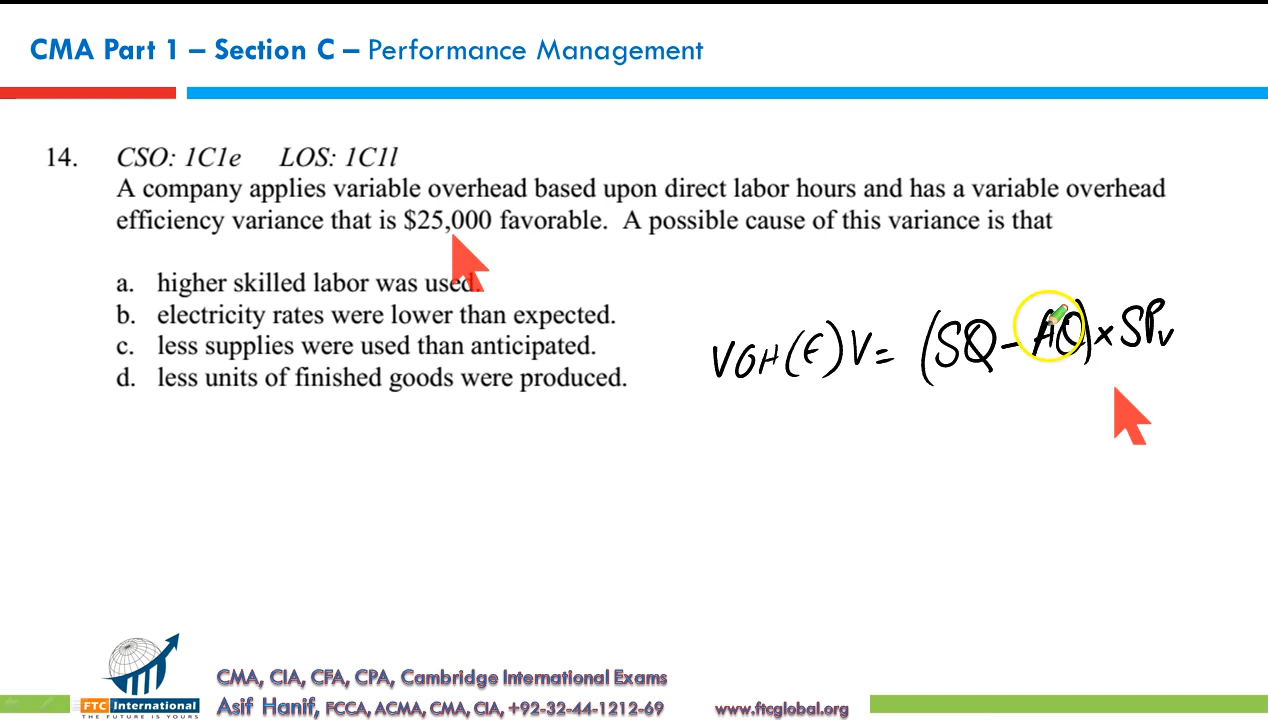 CMA Part 1 – Section C – Performance Management
14. CSO: 1C1e LOS: 1C1l
A company applies variable overhead based upon direct labor hours and has a variable overhead
efficiency variance that is $25,000 favorable. A possible cause of this variance is that
a. higher skilled labor was used.
b. electricity rates were lower than expected.
c. less supplies were used than anticipated.
d. less units of finished goods were produced.
VOH(E)V = (SQ - AQ) × SPv
CMA, CIA, CFA, CPA, Cambridge International Exams
FTC International
THE FUTURE IS YOURS
Asif Hanif, FCCA, ACMA, CMA, CIA, +92-32-44-1212-69
www.ftcglobal.org